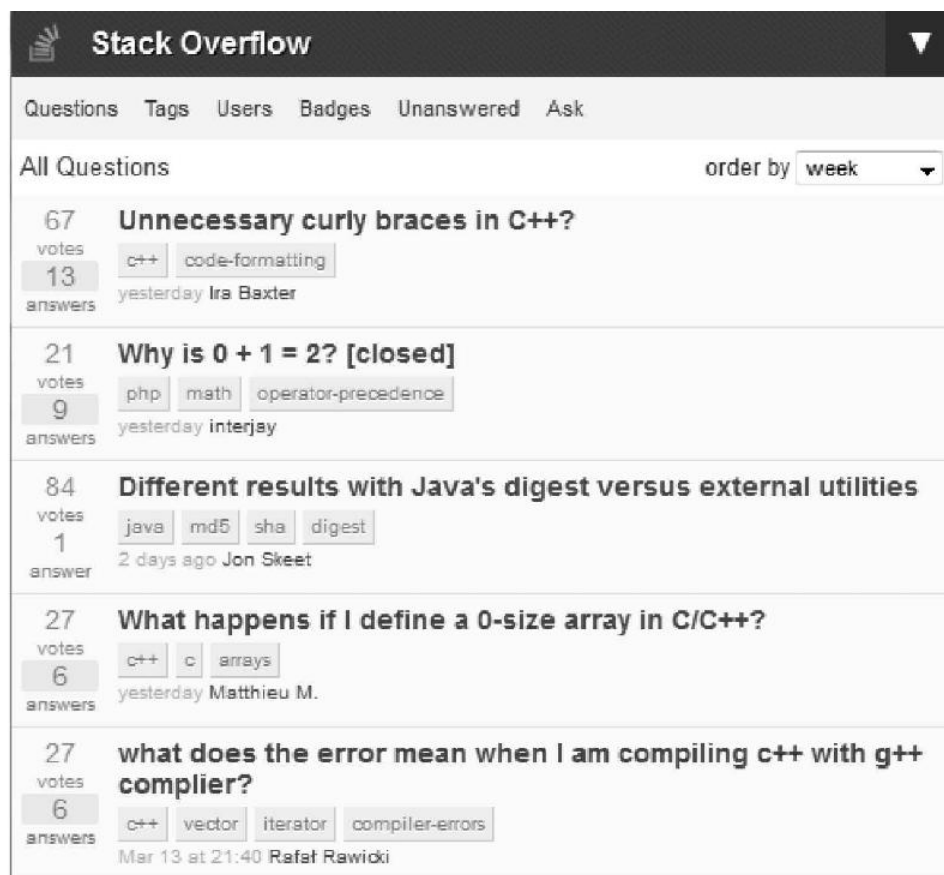 Stack Overflow
Questions Tags Users Badges Unanswered Ask
All Questions order by week
67 votes
13 answers
Unnecessary curly braces in C++?
c++ code-formatting
yesterday Ira Baxter
21 votes
9 answers
Why is 0 + 1 = 2? [closed]
php math operator-precedence
yesterday interjay
84 votes
1 answer
Different results with Java's digest versus external utilities
java md5 sha digest
2 days ago Jon Skeet
27 votes
6 answers
What happens if I define a 0-size array in C/C++?
c++ c arrays
yesterday Matthieu M.
27 votes
6 answers
what does the error mean when I am compiling c++ with g++
complier?
c++ vector iterator compiler-errors
Mar 13 at 21:40 Rafał Rawicki